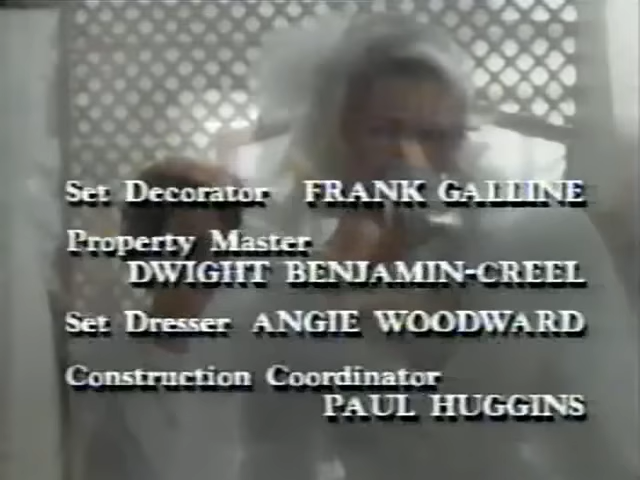 Set Decorator FRANK GALLINE
Property Master
DWIGHT BENJAMIN-CREEL
Set Dresser ANGIE WOODWARD
Construction Coordinator
PAUL HUGGINS